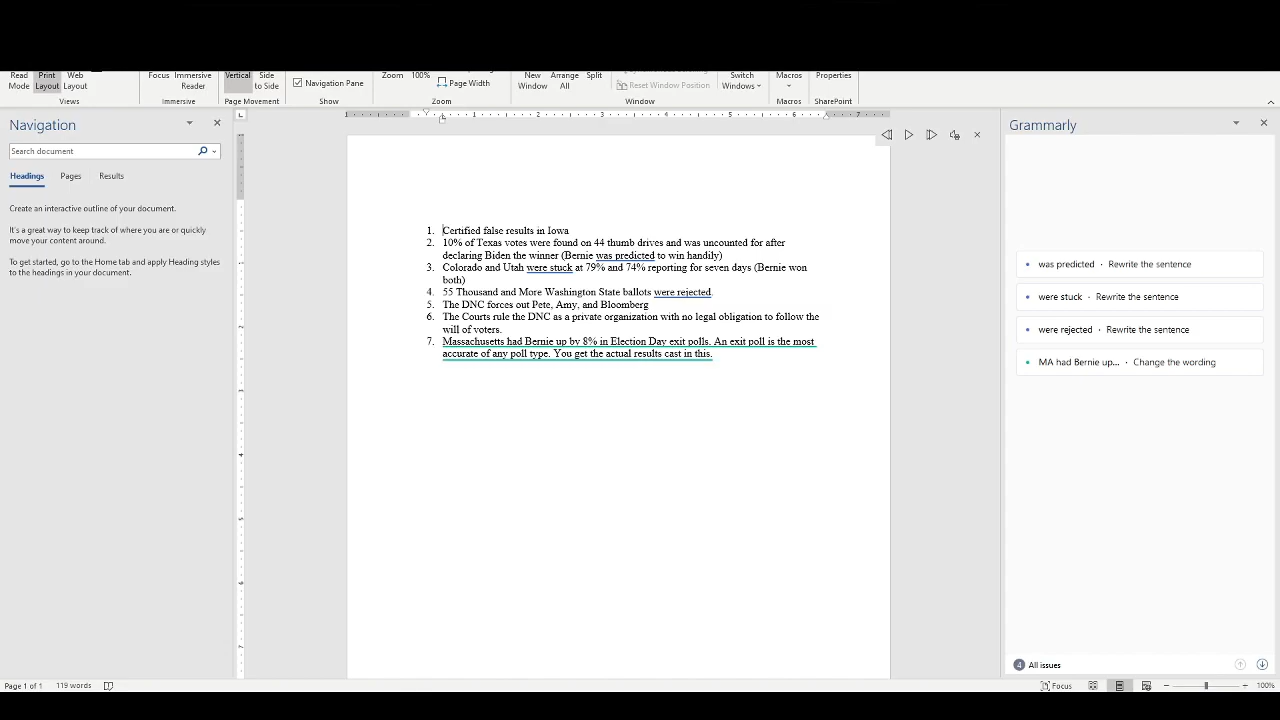 Read Mode
Print Layout
Web Layout
Views
Focus
Immersive Reader
Immersive
Vertical
Side to Side
Page Movement
Navigation Pane
Show
Zoom
100%
Page Width
Zoom
New Window
Arrange All
Split
Reset Window Position
Switch Windows
Window
Macros
Macros
Properties
SharePoint
Navigation
Search document
Headings Pages Results
Create an interactive outline of your document.
It's a great way to keep track of where you are or quickly
move your content around.
To get started, go to the Home tab and apply Heading styles
to the headings in your document.
1 1 2 3 4 5 6 7
1. Certified false results in Iowa
2. 10% of Texas votes were found on 44 thumb drives and was uncounted for after
declaring Biden the winner (Bernie was predicted to win handily)
3. Colorado and Utah were stuck at 79% and 74% reporting for seven days (Bernie won
both)
4. 55 Thousand and More Washington State ballots were rejected.
5. The DNC forces out Pete, Amy, and Bloomberg
6. The Courts rule the DNC as a private organization with no legal obligation to follow the
will of voters.
7. Massachusetts had Bernie up by 8% in Election Day exit polls. An exit poll is the most
accurate of any poll type. You get the actual results cast in this.
Grammarly
was predicted · Rewrite the sentence
were stuck · Rewrite the sentence
were rejected · Rewrite the sentence
MA had Bernie up... · Change the wording
4 All issues
Page 1 of 1 119 words
Focus
100%